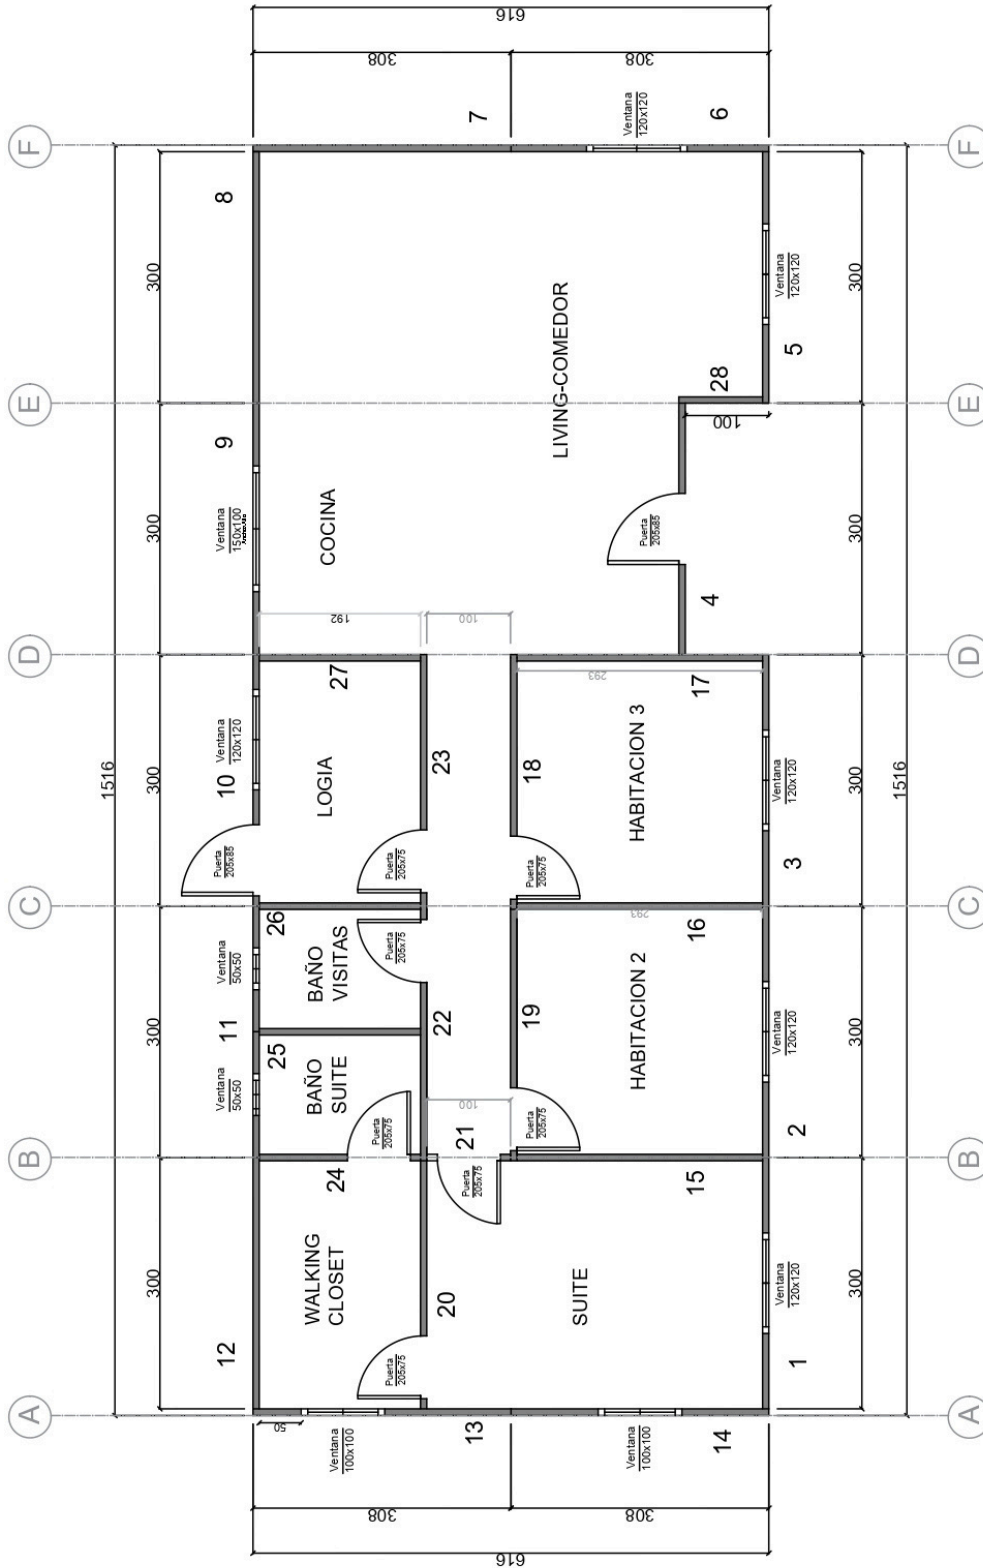 A
B
C
D
E
F
1516
300
300
300
300
300
12
11
10
9
8
Ventana
50x50
Ventana
50x50
Puerta
205x85
Ventana
120x120
Ventana
150x100
616
308
308
50
Ventana
100x100
13
14
Ventana
100x100
WALKING
CLOSET
24
25
BAÑO
SUITE
26
BAÑO
VISITAS
LOGIA
27
192
COCINA
Puerta
205x75
Puerta
205x75
Puerta
205x75
Puerta
205x75
20
21
100
22
23
100
Puerta
205x75
Puerta
205x75
Puerta
205x75
19
18
SUITE
HABITACION 2
HABITACION 3
LIVING-COMEDOR
Puerta
205x85
15
16
293
17
293
4
28
100
7
6
Ventana
120x120
308
308
616
Ventana
120x120
Ventana
120x120
Ventana
120x120
Ventana
120x120
1
2
3
5
300
300
300
300
300
1516
A
B
C
D
E
F